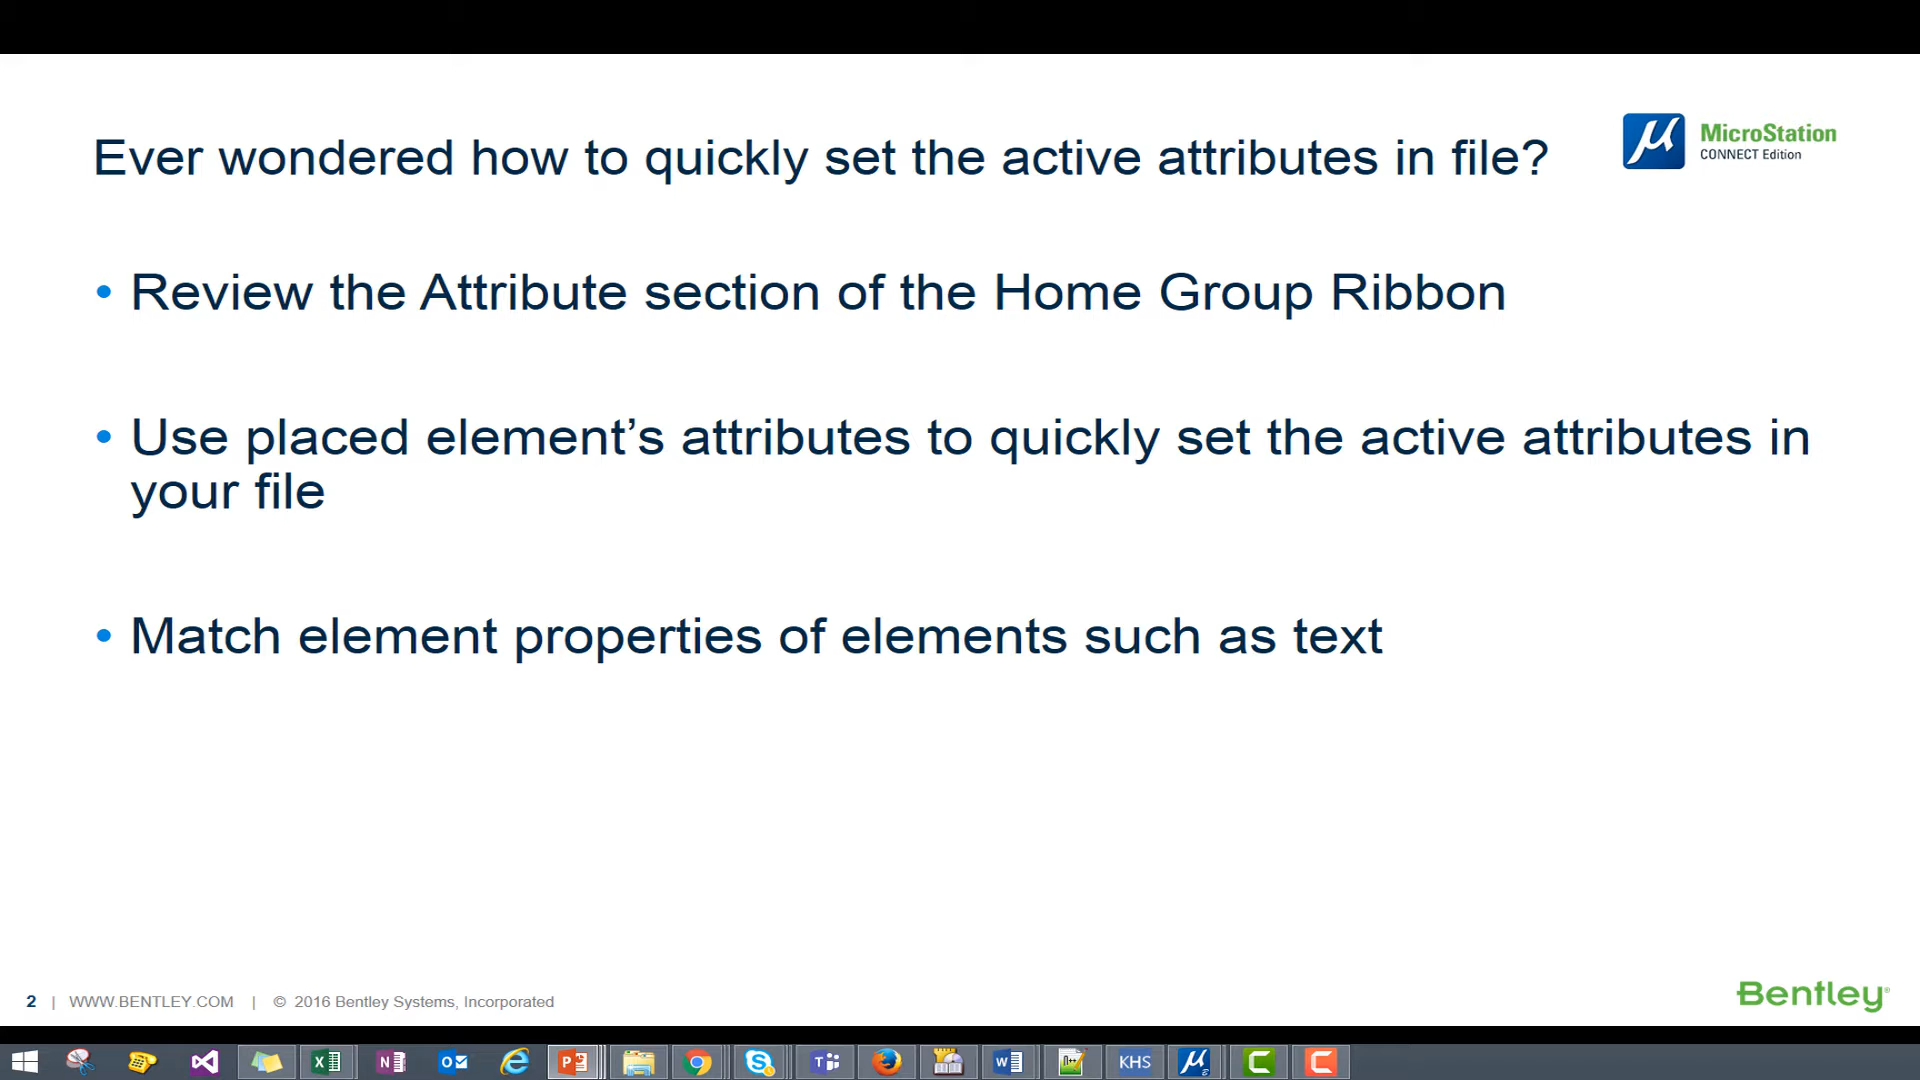 Ever wondered how to quickly set the active attributes in file?
MicroStation
CONNECT Edition
• Review the Attribute section of the Home Group Ribbon
• Use placed element’s attributes to quickly set the active attributes in
your file
• Match element properties of elements such as text
2 | WWW.BENTLEY.COM | © 2016 Bentley Systems, Incorporated
Bentley®
KHS